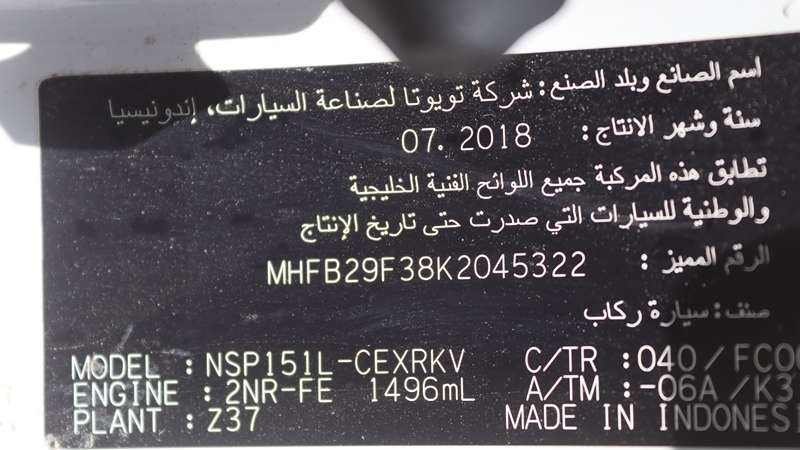 اسم الصانع وبلد الصنع: شركة تويوتا لصناعة السيارات، إندونيسيا
سنة وشهر الانتاج: 07. 2018
تطابق هذه المركبة جميع اللوائح الفنية الخليجية
والوطنية للسيارات التي صدرت حتى تاريخ الإنتاج
الرقم المميز: MHFB29F38K2045322
صنف: سيارة ركاب
MODEL : NSP151L-CEXRKV C/TR : 040/FC00
ENGINE : 2NR-FE 1496mL A/TM : -06A/K3
PLANT : Z37 MADE IN INDONESI